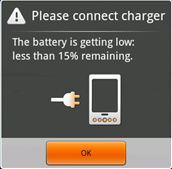 Please connect charger
The battery is getting low:
less than 15% remaining.
OK